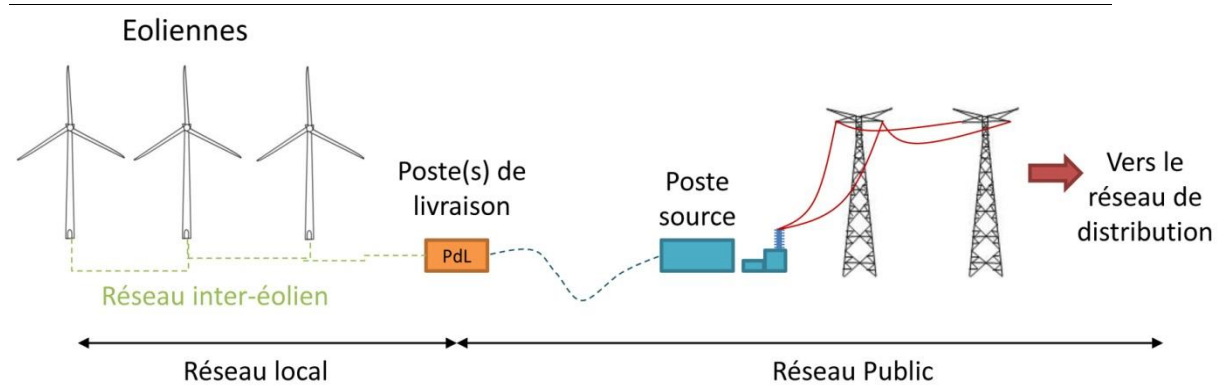 Eoliennes
Poste(s) de
livraison
PdL
Réseau inter-éolien
Poste
source
Vers le
réseau de
distribution
Réseau local
Réseau Public